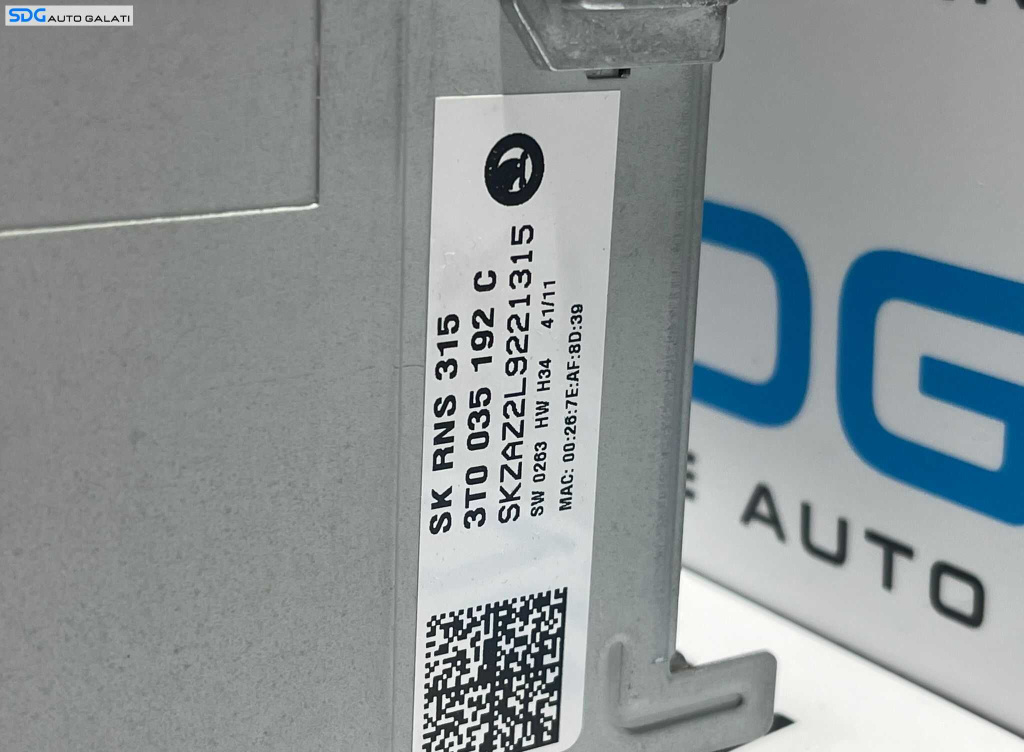 SDG AUTO GALATI
SK RNS 315
3T0 035 192 C
SKZAZ2L9221315
SW 0263 HW H34 41/11
MAC: 00:26:7E:AF:8D:39
DG
AUTO